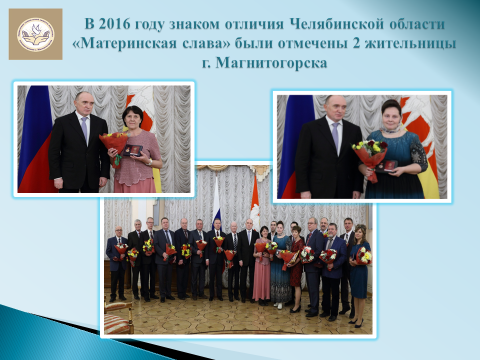 В 2016 году знаком отличия Челябинской области
«Материнская слава» были отмечены 2 жительницы
г. Магнитогорска